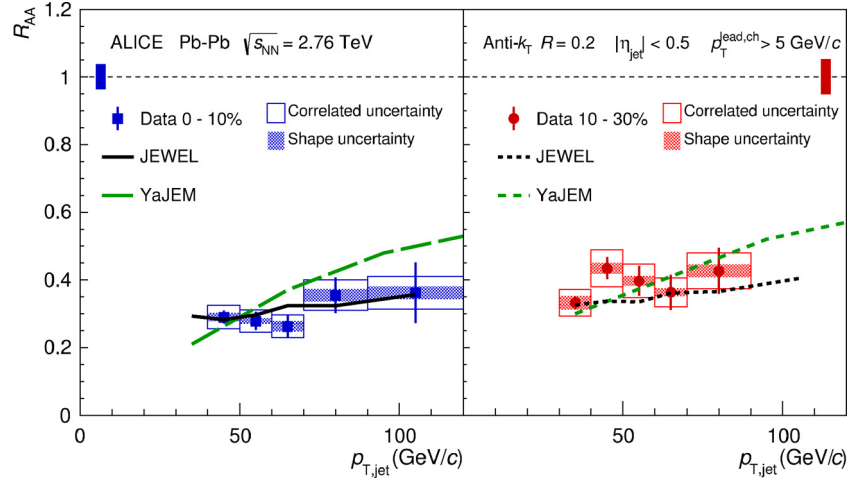 R_AA
ALICE Pb-Pb √s_NN = 2.76 TeV
Anti-k_T R = 0.2 |η_jet| < 0.5 p_T^lead,ch > 5 GeV/c
1.2
1
0.8
0.6
0.4
0.2
0
Data 0 - 10%
Correlated uncertainty
Shape uncertainty
JEWEL
YaJEM
Data 10 - 30%
Correlated uncertainty
Shape uncertainty
JEWEL
YaJEM
0 50 100
50 100
p_T,jet (GeV/c)
p_T,jet (GeV/c)